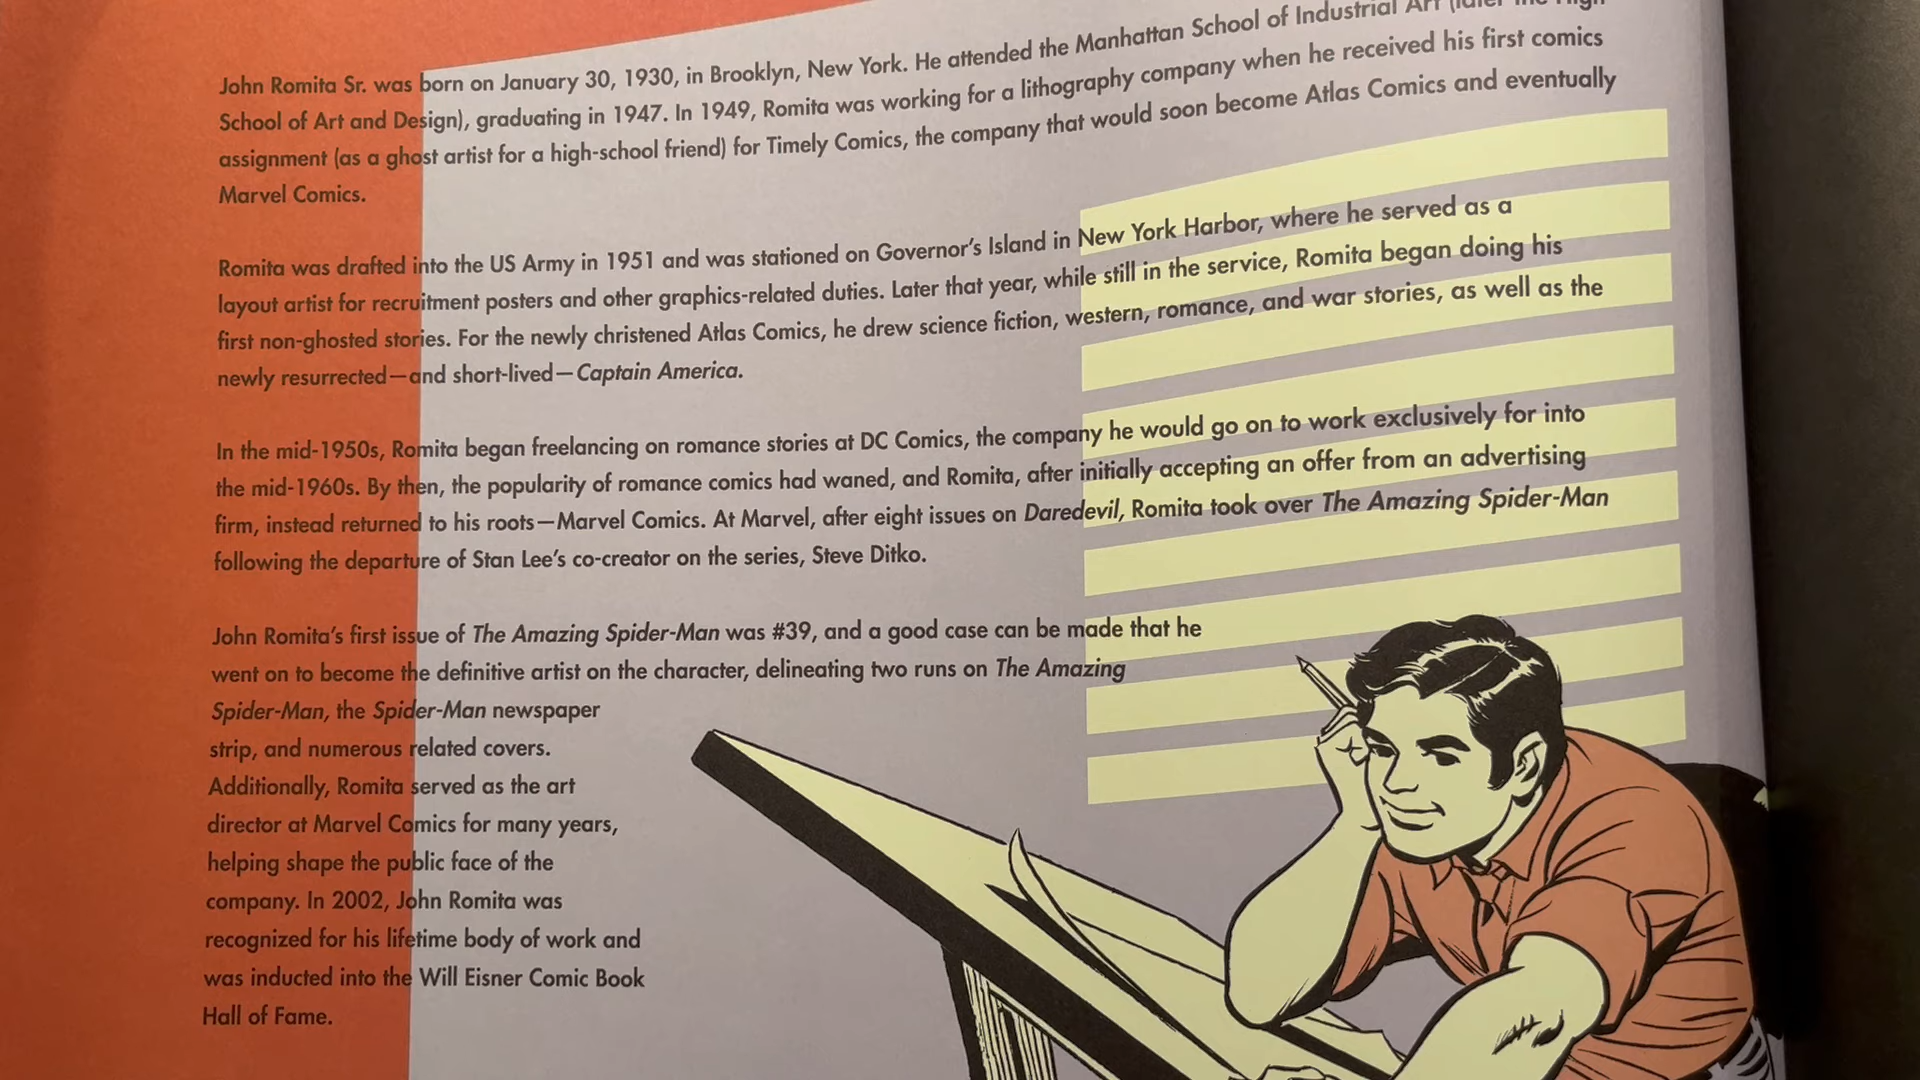 John Romita Sr. was born on January 30, 1930, in Brooklyn, New York. He attended the Manhattan School of Industrial Art (later the High
School of Art and Design), graduating in 1947. In 1949, Romita was working for a lithography company when he received his first comics
assignment (as a ghost artist for a high-school friend) for Timely Comics, the company that would soon become Atlas Comics and eventually
Marvel Comics.
Romita was drafted into the US Army in 1951 and was stationed on Governor's Island in New York Harbor, where he served as a
layout artist for recruitment posters and other graphics-related duties. Later that year, while still in the service, Romita began doing his
first non-ghosted stories. For the newly christened Atlas Comics, he drew science fiction, western, romance, and war stories, as well as the
newly resurrected—and short-lived—Captain America.
In the mid-1950s, Romita began freelancing on romance stories at DC Comics, the company he would go on to work exclusively for into
the mid-1960s. By then, the popularity of romance comics had waned, and Romita, after initially accepting an offer from an advertising
firm, instead returned to his roots—Marvel Comics. At Marvel, after eight issues on Daredevil, Romita took over The Amazing Spider-Man
following the departure of Stan Lee's co-creator on the series, Steve Ditko.
John Romita's first issue of The Amazing Spider-Man was #39, and a good case can be made that he
went on to become the definitive artist on the character, delineating two runs on The Amazing
Spider-Man, the Spider-Man newspaper
strip, and numerous related covers.
Additionally, Romita served as the art
director at Marvel Comics for many years,
helping shape the public face of the
company. In 2002, John Romita was
recognized for his lifetime body of work and
was inducted into the Will Eisner Comic Book
Hall of Fame.